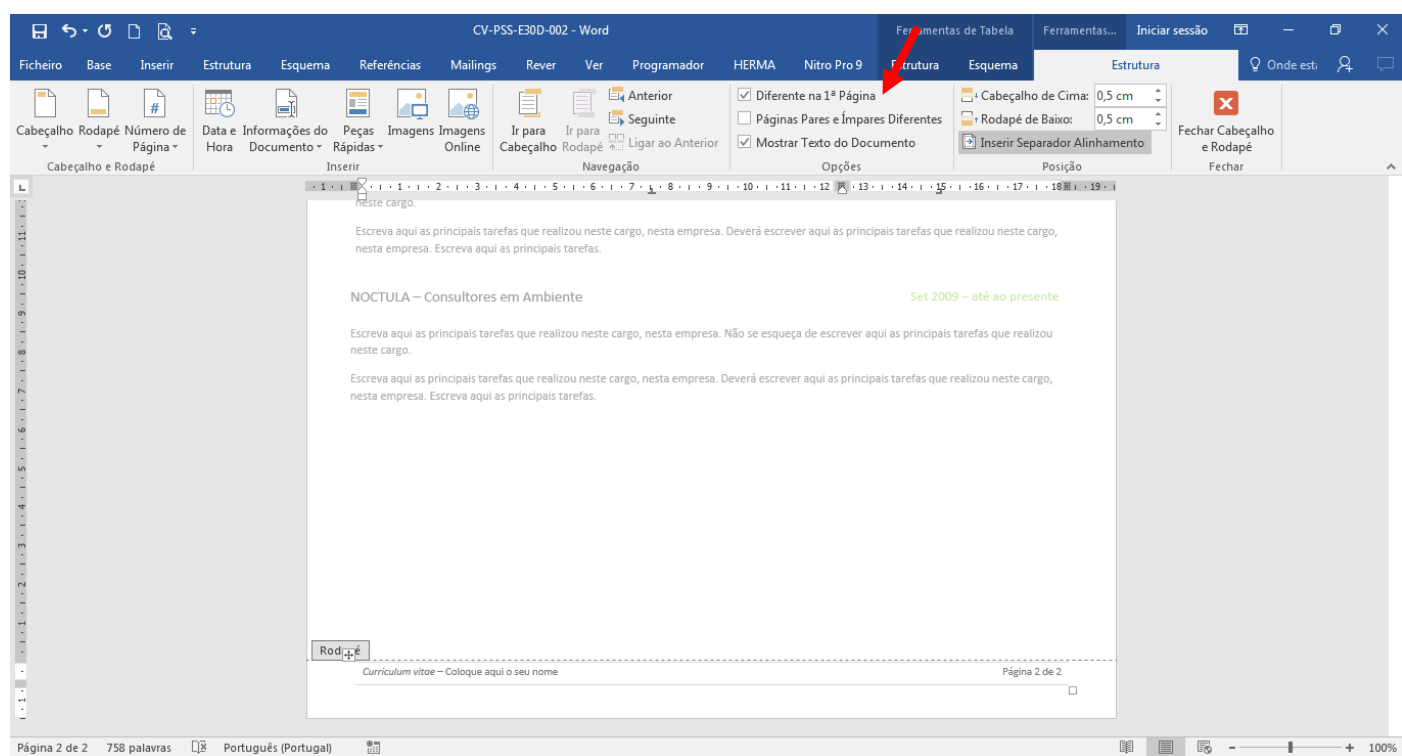 CV-PSS-E30D-002 - Word
Ferramentas de Tabela
Ferramentas...
Iniciar sessão
Ficheiro Base Inserir Estrutura Esquema Referências Mailings Rever Ver Programador HERMA Nitro Pro 9 Estrutura Esquema Estrutura
Cabeçalho
Rodapé
Número de Página
Cabeçalho e Rodapé
Data e Hora
Informações do Documento
Peças Rápidas
Imagens
Imagens Online
Inserir
Ir para Cabeçalho
Ir para Rodapé
Anterior
Seguinte
Ligar ao Anterior
Navegação
Diferente na 1ª Página
Páginas Pares e Ímpares Diferentes
Mostrar Texto do Documento
Opções
Cabeçalho de Cima: 0,5 cm
Rodapé de Baixo: 0,5 cm
Inserir Separador Alinhamento
Posição
Fechar Cabeçalho e Rodapé
Fechar
neste cargo.
Escreva aqui as principais tarefas que realizou neste cargo, nesta empresa. Deverá escrever aqui as principais tarefas que realizou neste cargo,
nesta empresa. Escreva aqui as principais tarefas.
NOCTULA – Consultores em Ambiente Set 2009 – até ao presente
Escreva aqui as principais tarefas que realizou neste cargo, nesta empresa. Não se esqueça de escrever aqui as principais tarefas que realizou
neste cargo.
Escreva aqui as principais tarefas que realizou neste cargo, nesta empresa. Deverá escrever aqui as principais tarefas que realizou neste cargo,
nesta empresa. Escreva aqui as principais tarefas.
Curriculum vitae – Coloque aqui o seu nome Página 2 de 2
Página 2 de 2 758 palavras Português (Portugal) 100%